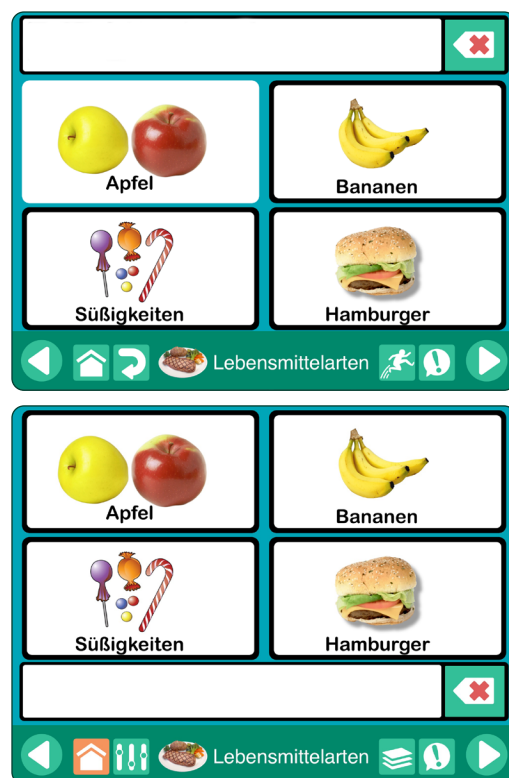 Apfel
Bananen
Süßigkeiten
Hamburger
Lebensmittelarten
Apfel
Bananen
Süßigkeiten
Hamburger
Lebensmittelarten